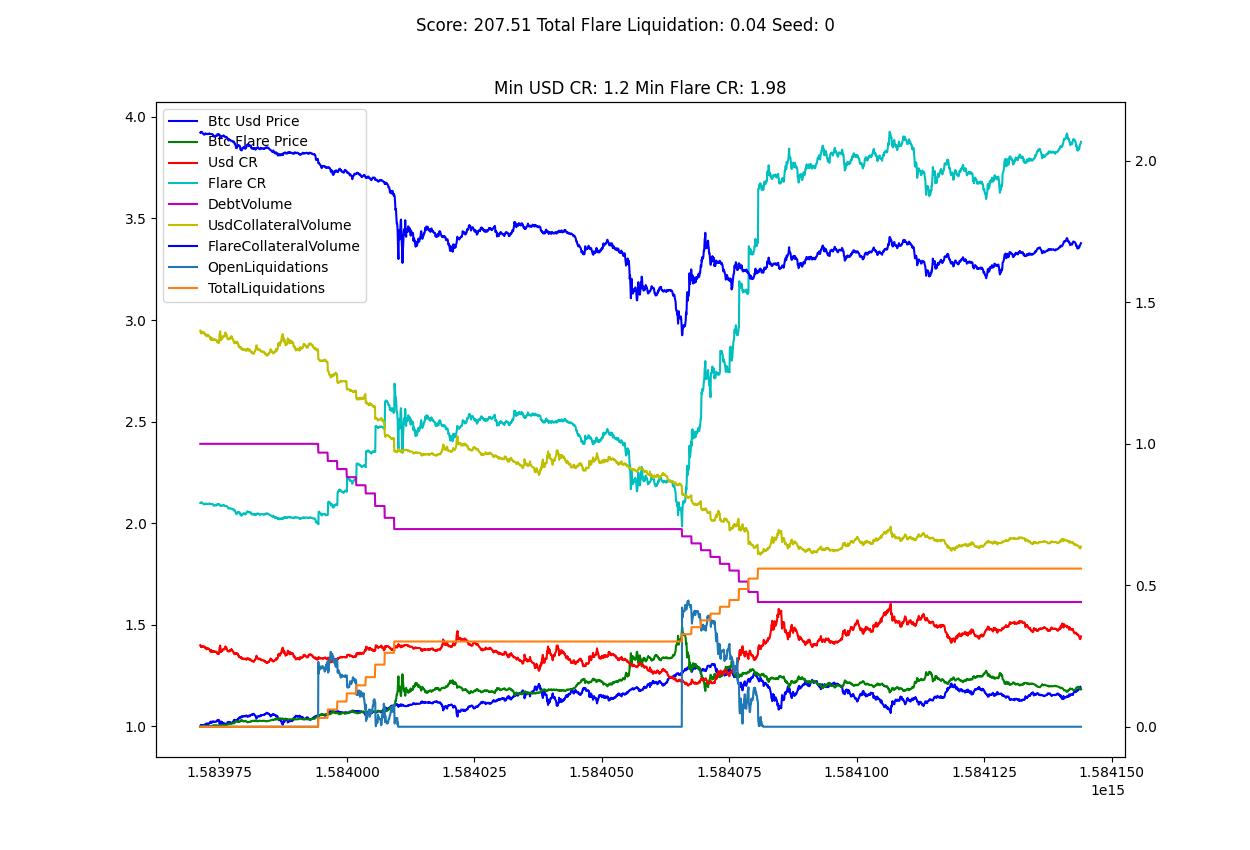 Score: 207.51 Total Flare Liquidation: 0.04 Seed: 0
Min USD CR: 1.2 Min Flare CR: 1.98
Btc Usd Price
Btc Flare Price
Usd CR
Flare CR
DebtVolume
UsdCollateralVolume
FlareCollateralVolume
OpenLiquidations
TotalLiquidations
4.0
3.5
3.0
2.5
2.0
1.5
1.0
2.0
1.5
1.0
0.5
0.0
1.583975 1.584000 1.584025 1.584050 1.584075 1.584100 1.584125 1.584150
1e15